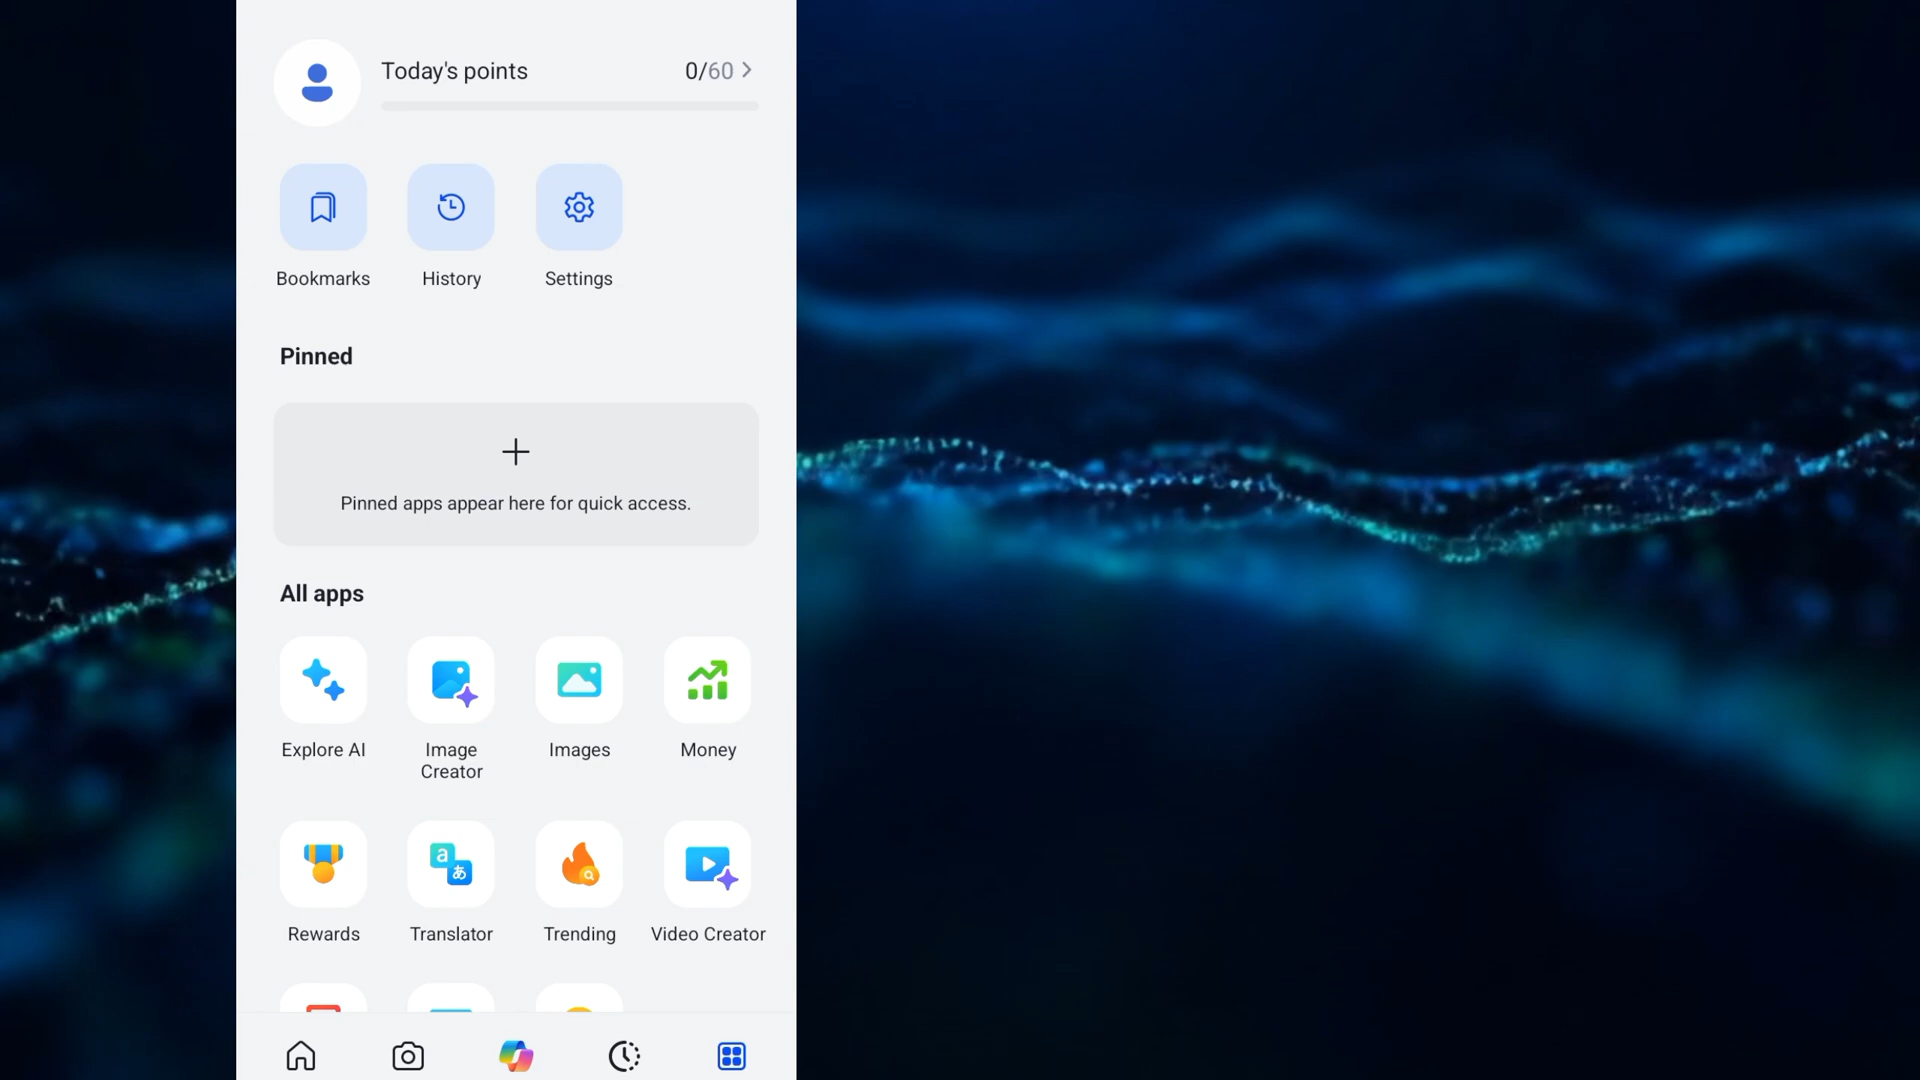 Today's points
0/60
Bookmarks
History
Settings
Pinned
Pinned apps appear here for quick access.
All apps
Explore AI
Image
Creator
Images
Money
a
あ
Rewards
Translator
Trending
Video Creator